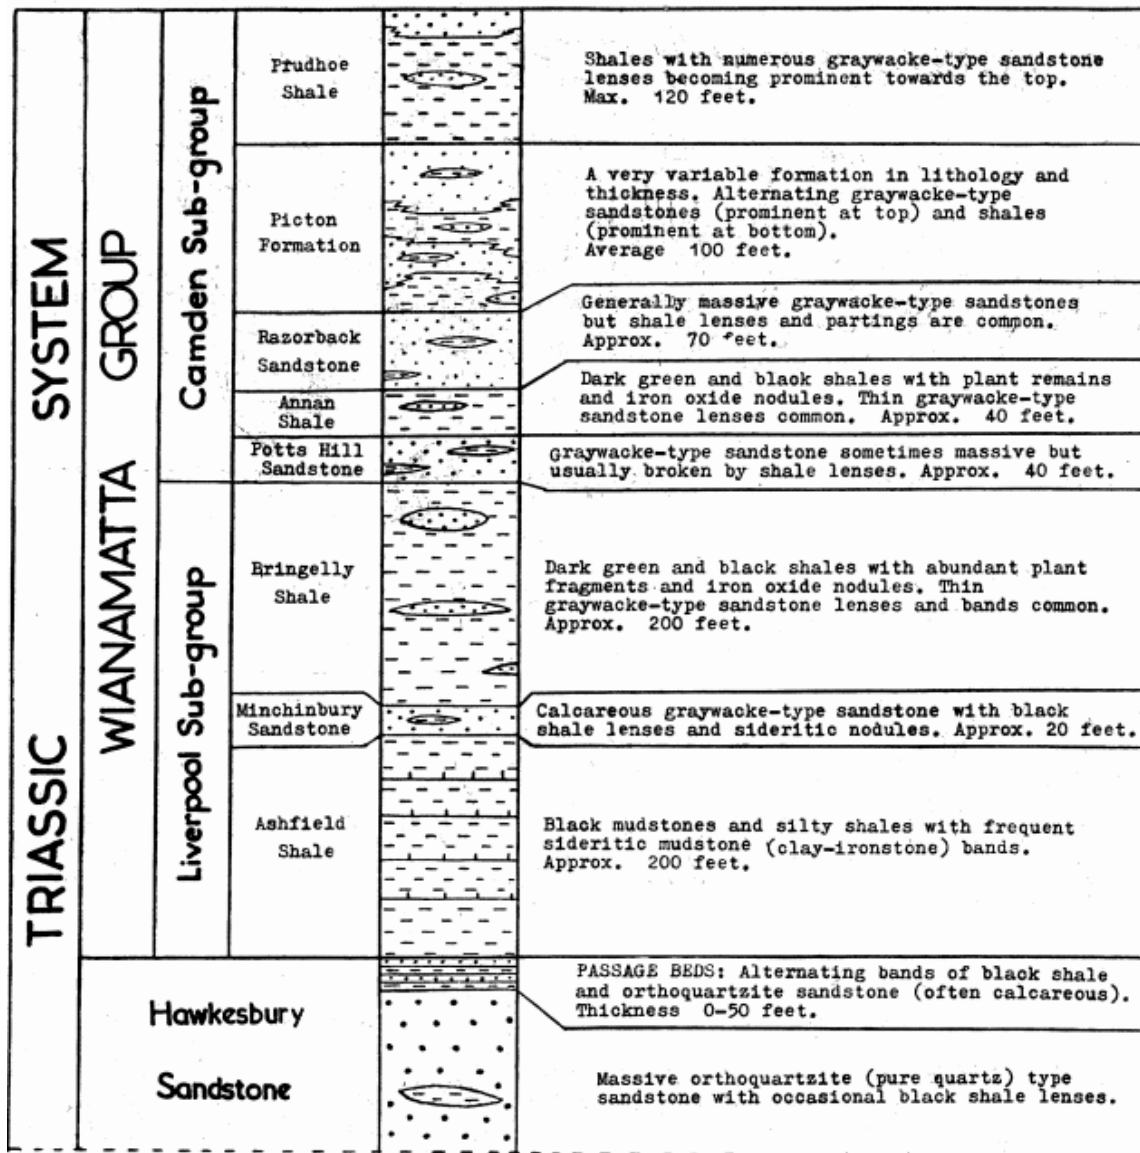 TRIASSIC SYSTEM
WIANAMATTA GROUP
Camden Sub-group
Prudhoe
Shale
Shales with numerous graywacke-type sandstone
lenses becoming prominent towards the top.
Max. 120 feet.
Picton
Formation
A very variable formation in lithology and
thickness. Alternating graywacke-type
sandstones (prominent at top) and shales
(prominent at bottom).
Average 100 feet.
Razorback
Sandstone
Generally massive graywacke-type sandstones
but shale lenses and partings are common.
Approx. 70 feet.
Annan
Shale
Dark green and black shales with plant remains
and iron oxide nodules. Thin graywacke-type
sandstone lenses common. Approx. 40 feet.
Potts Hill
Sandstone
Graywacke-type sandstone sometimes massive but
usually broken by shale lenses. Approx. 40 feet.
Liverpool Sub-group
Bringelly
Shale
Dark green and black shales with abundant plant
fragments and iron oxide nodules. Thin
graywacke-type sandstone lenses and bands common.
Approx. 200 feet.
Minchinbury
Sandstone
Calcareous graywacke-type sandstone with black
shale lenses and sideritic nodules. Approx. 20 feet.
Ashfield
Shale
Black mudstones and silty shales with frequent
sideritic mudstone (clay-ironstone) bands.
Approx. 200 feet.
Hawkesbury
Sandstone
PASSAGE BEDS: Alternating bands of black shale
and orthoquartzite sandstone (often calcareous).
Thickness 0-50 feet.
Massive orthoquartzite (pure quartz) type
sandstone with occasional black shale lenses.